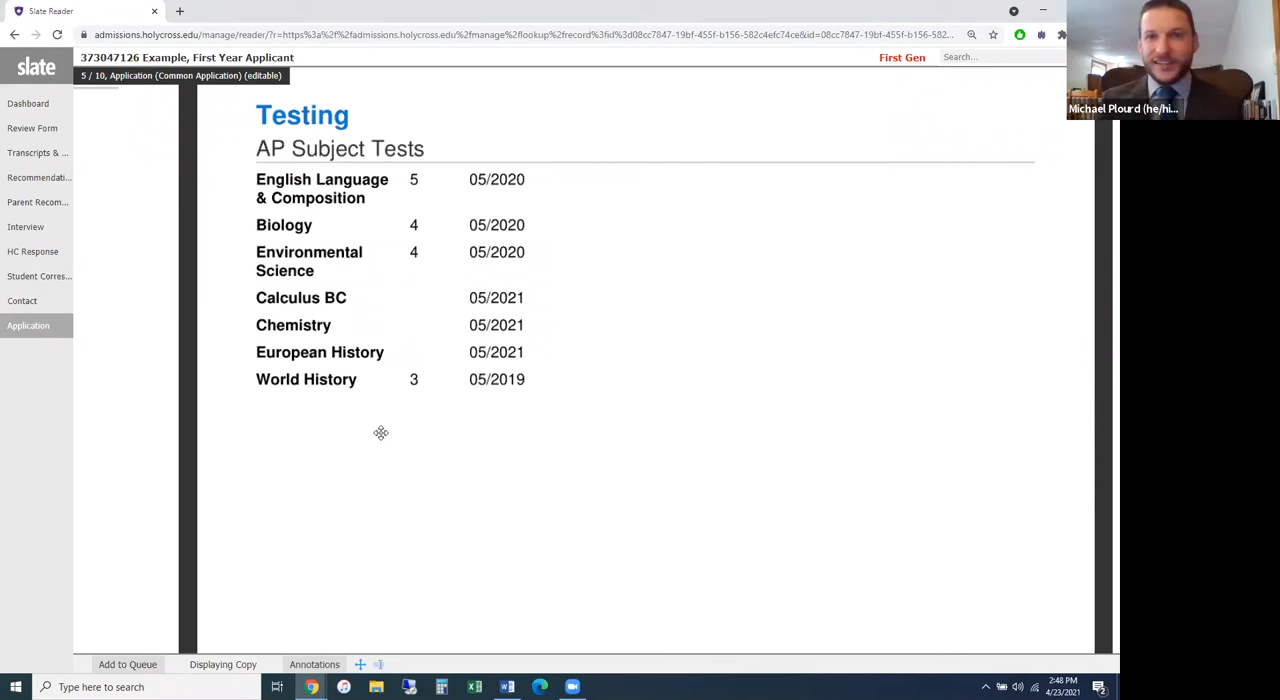 Slate Reader
admissions.holycross.edu/manage/reader/?r=https%3a%2f%2fadmissions.holycross.edu%2fmanage%2flookup%2frecord%3fid%3d08cc7847-19bf-455f-b156-582c4efc74ce&id=08cc7847-19bf-455f-b156-582...
slate
373047126 Example, First Year Applicant
First Gen
Search...
5 / 10, Application (Common Application) (editable)
Dashboard
Review Form
Transcripts & ...
Recommendati...
Parent Recom...
Interview
HC Response
Student Corres...
Contact
Application
Michael Plourd (he/hi...
Testing
AP Subject Tests
English Language 5 05/2020
& Composition
Biology 4 05/2020
Environmental 4 05/2020
Science
Calculus BC 05/2021
Chemistry 05/2021
European History 05/2021
World History 3 05/2019
Add to Queue Displaying Copy Annotations
Type here to search
2:48 PM
4/23/2021
2